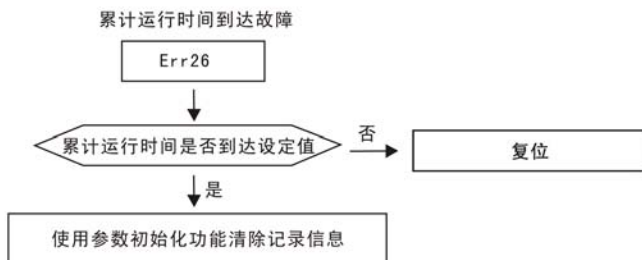 累计运行时间到达故障
Err26
累计运行时间是否到达设定值
否
复位
是
使用参数初始化功能清除记录信息